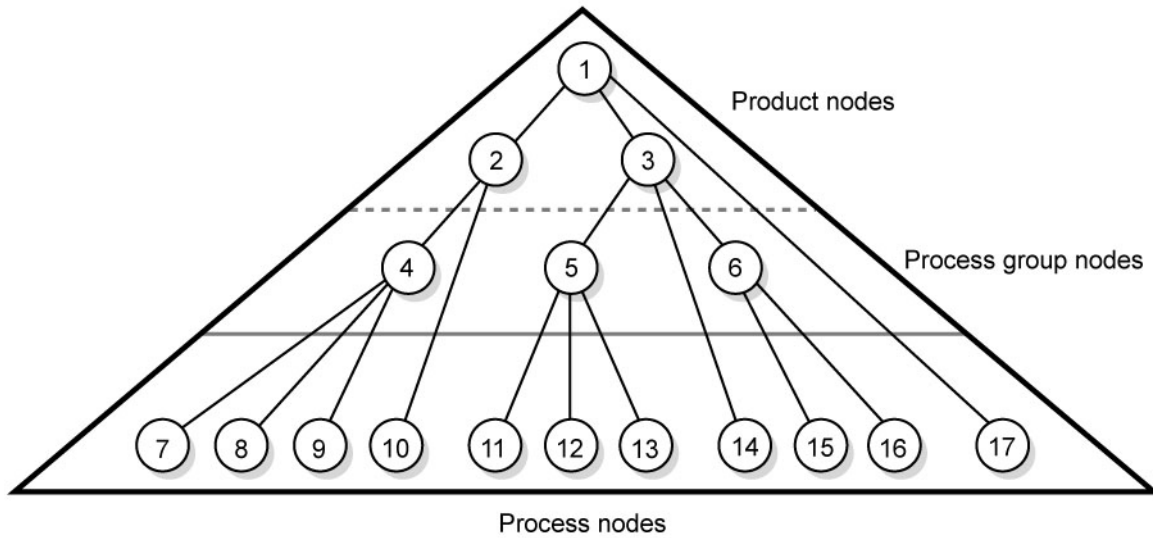 1
Product nodes
2 3
Process group nodes
4 5 6
7 8 9 10 11 12 13 14 15 16 17
Process nodes